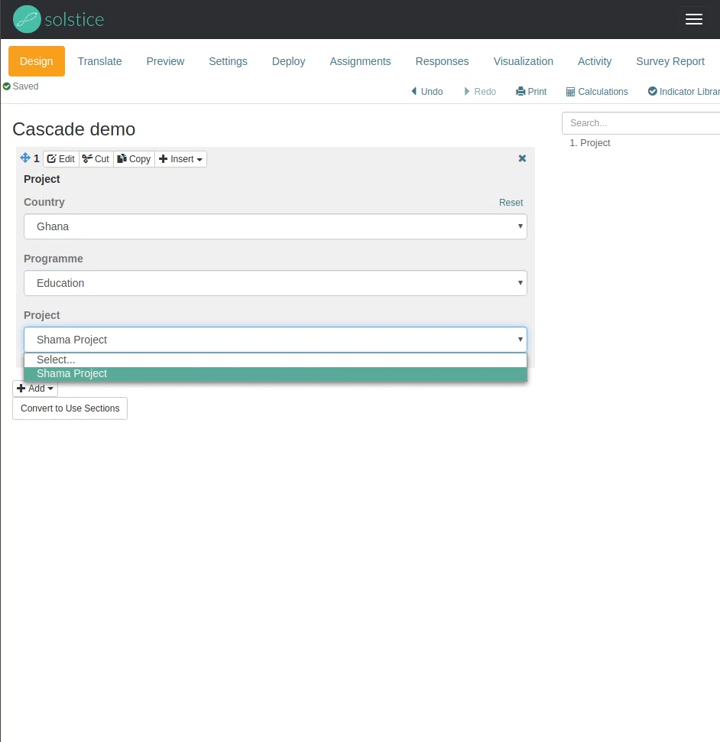 solstice
Design Translate Preview Settings Deploy Assignments Responses Visualization Activity Survey Report
Saved
Undo Redo Print Calculations Indicator Librar
Cascade demo
Search...
1. Project
1 Edit Cut Copy Insert
Project
Country Reset
Ghana
Programme
Education
Project
Shama Project
Select...
Shama Project
Add
Convert to Use Sections